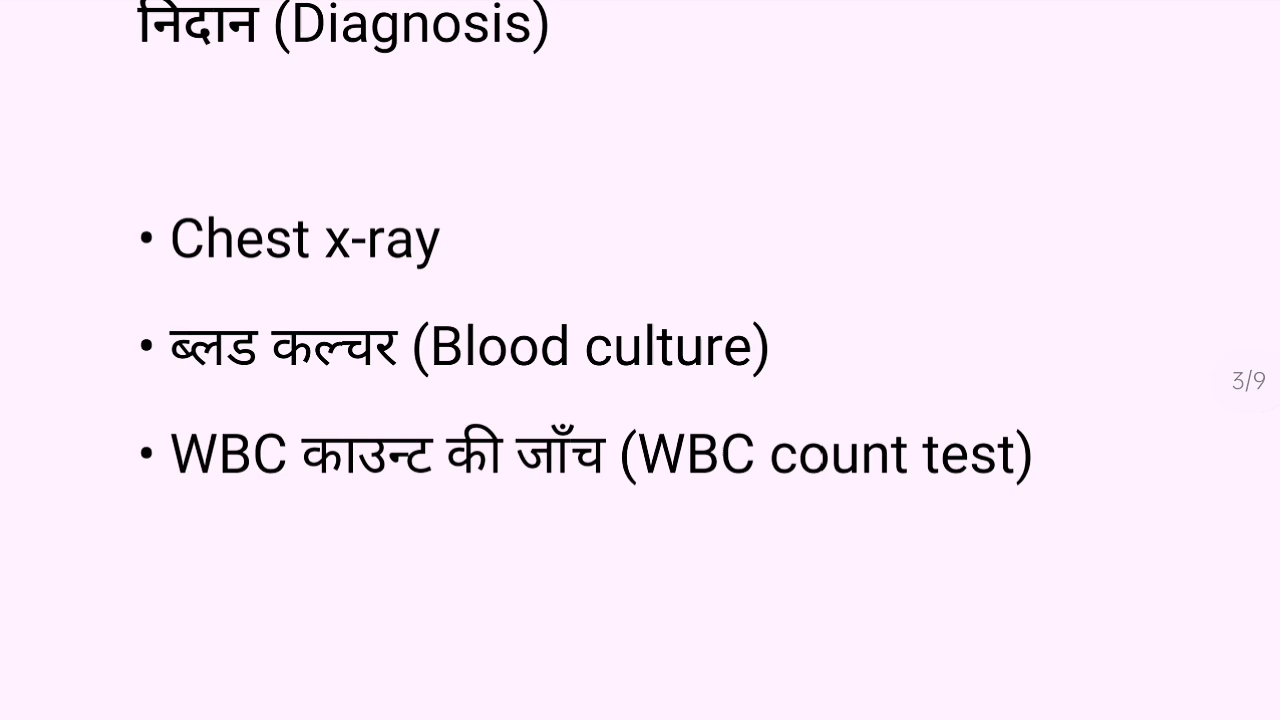 निदान (Diagnosis)
• Chest x-ray
• ब्लड कल्चर (Blood culture)
3/9
• WBC काउन्ट की जाँच (WBC count test)